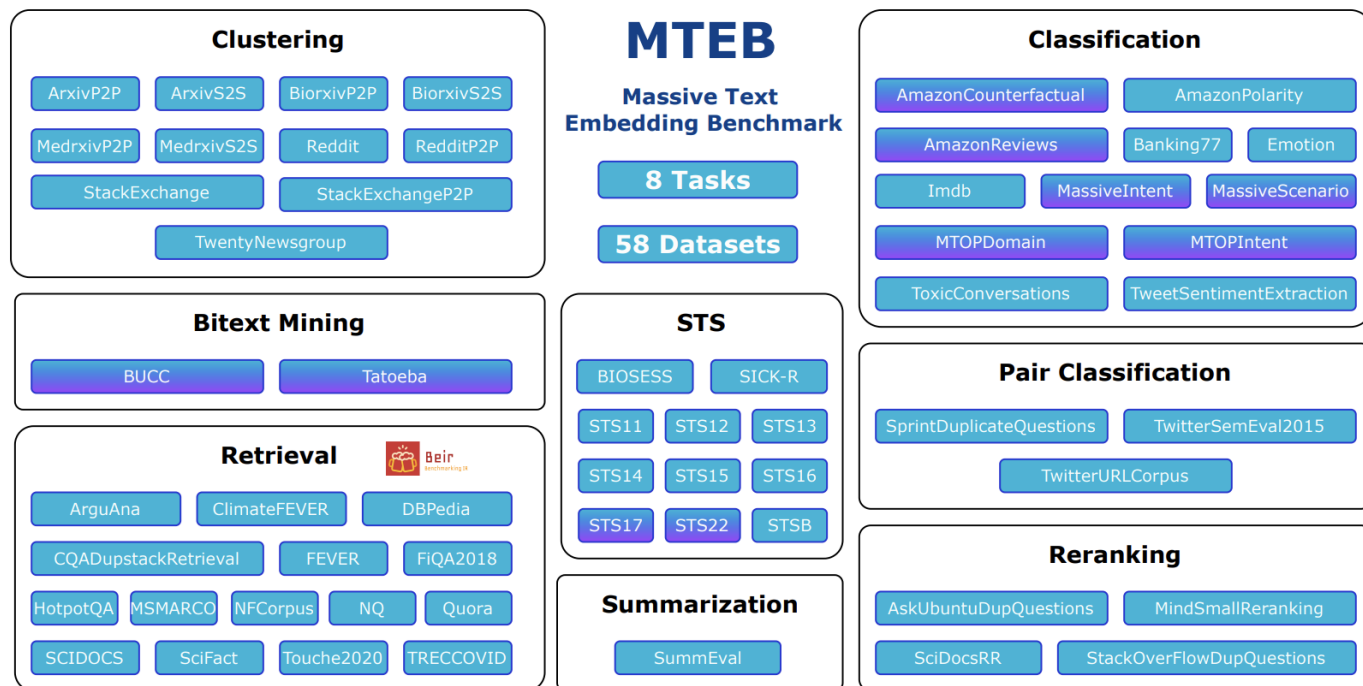 Clustering
ArxivP2P ArxivS2S BiorxivP2P BiorxivS2S
MedrxivP2P MedrxivS2S Reddit RedditP2P
StackExchange StackExchangeP2P
TwentyNewsgroup
MTEB
Massive Text
Embedding Benchmark
8 Tasks
58 Datasets
Classification
AmazonCounterfactual AmazonPolarity
AmazonReviews Banking77 Emotion
Imdb MassiveIntent MassiveScenario
MTOPDomain MTOPIntent
ToxicConversations TweetSentimentExtraction
Bitext Mining
BUCC Tatoeba
STS
BIOSESS SICK-R
STS11 STS12 STS13
STS14 STS15 STS16
STS17 STS22 STSB
Pair Classification
SprintDuplicateQuestions TwitterSemEval2015
TwitterURLCorpus
Retrieval
Beir
Benchmarking IR
ArguAna ClimateFEVER DBPedia
CQADupstackRetrieval FEVER FiQA2018
HotpotQA MSMARCO NFCorpus NQ Quora
SCIDOCS SciFact Touche2020 TRECCOVID
Summarization
SummEval
Reranking
AskUbuntuDupQuestions MindSmallReranking
SciDocsRR StackOverFlowDupQuestions